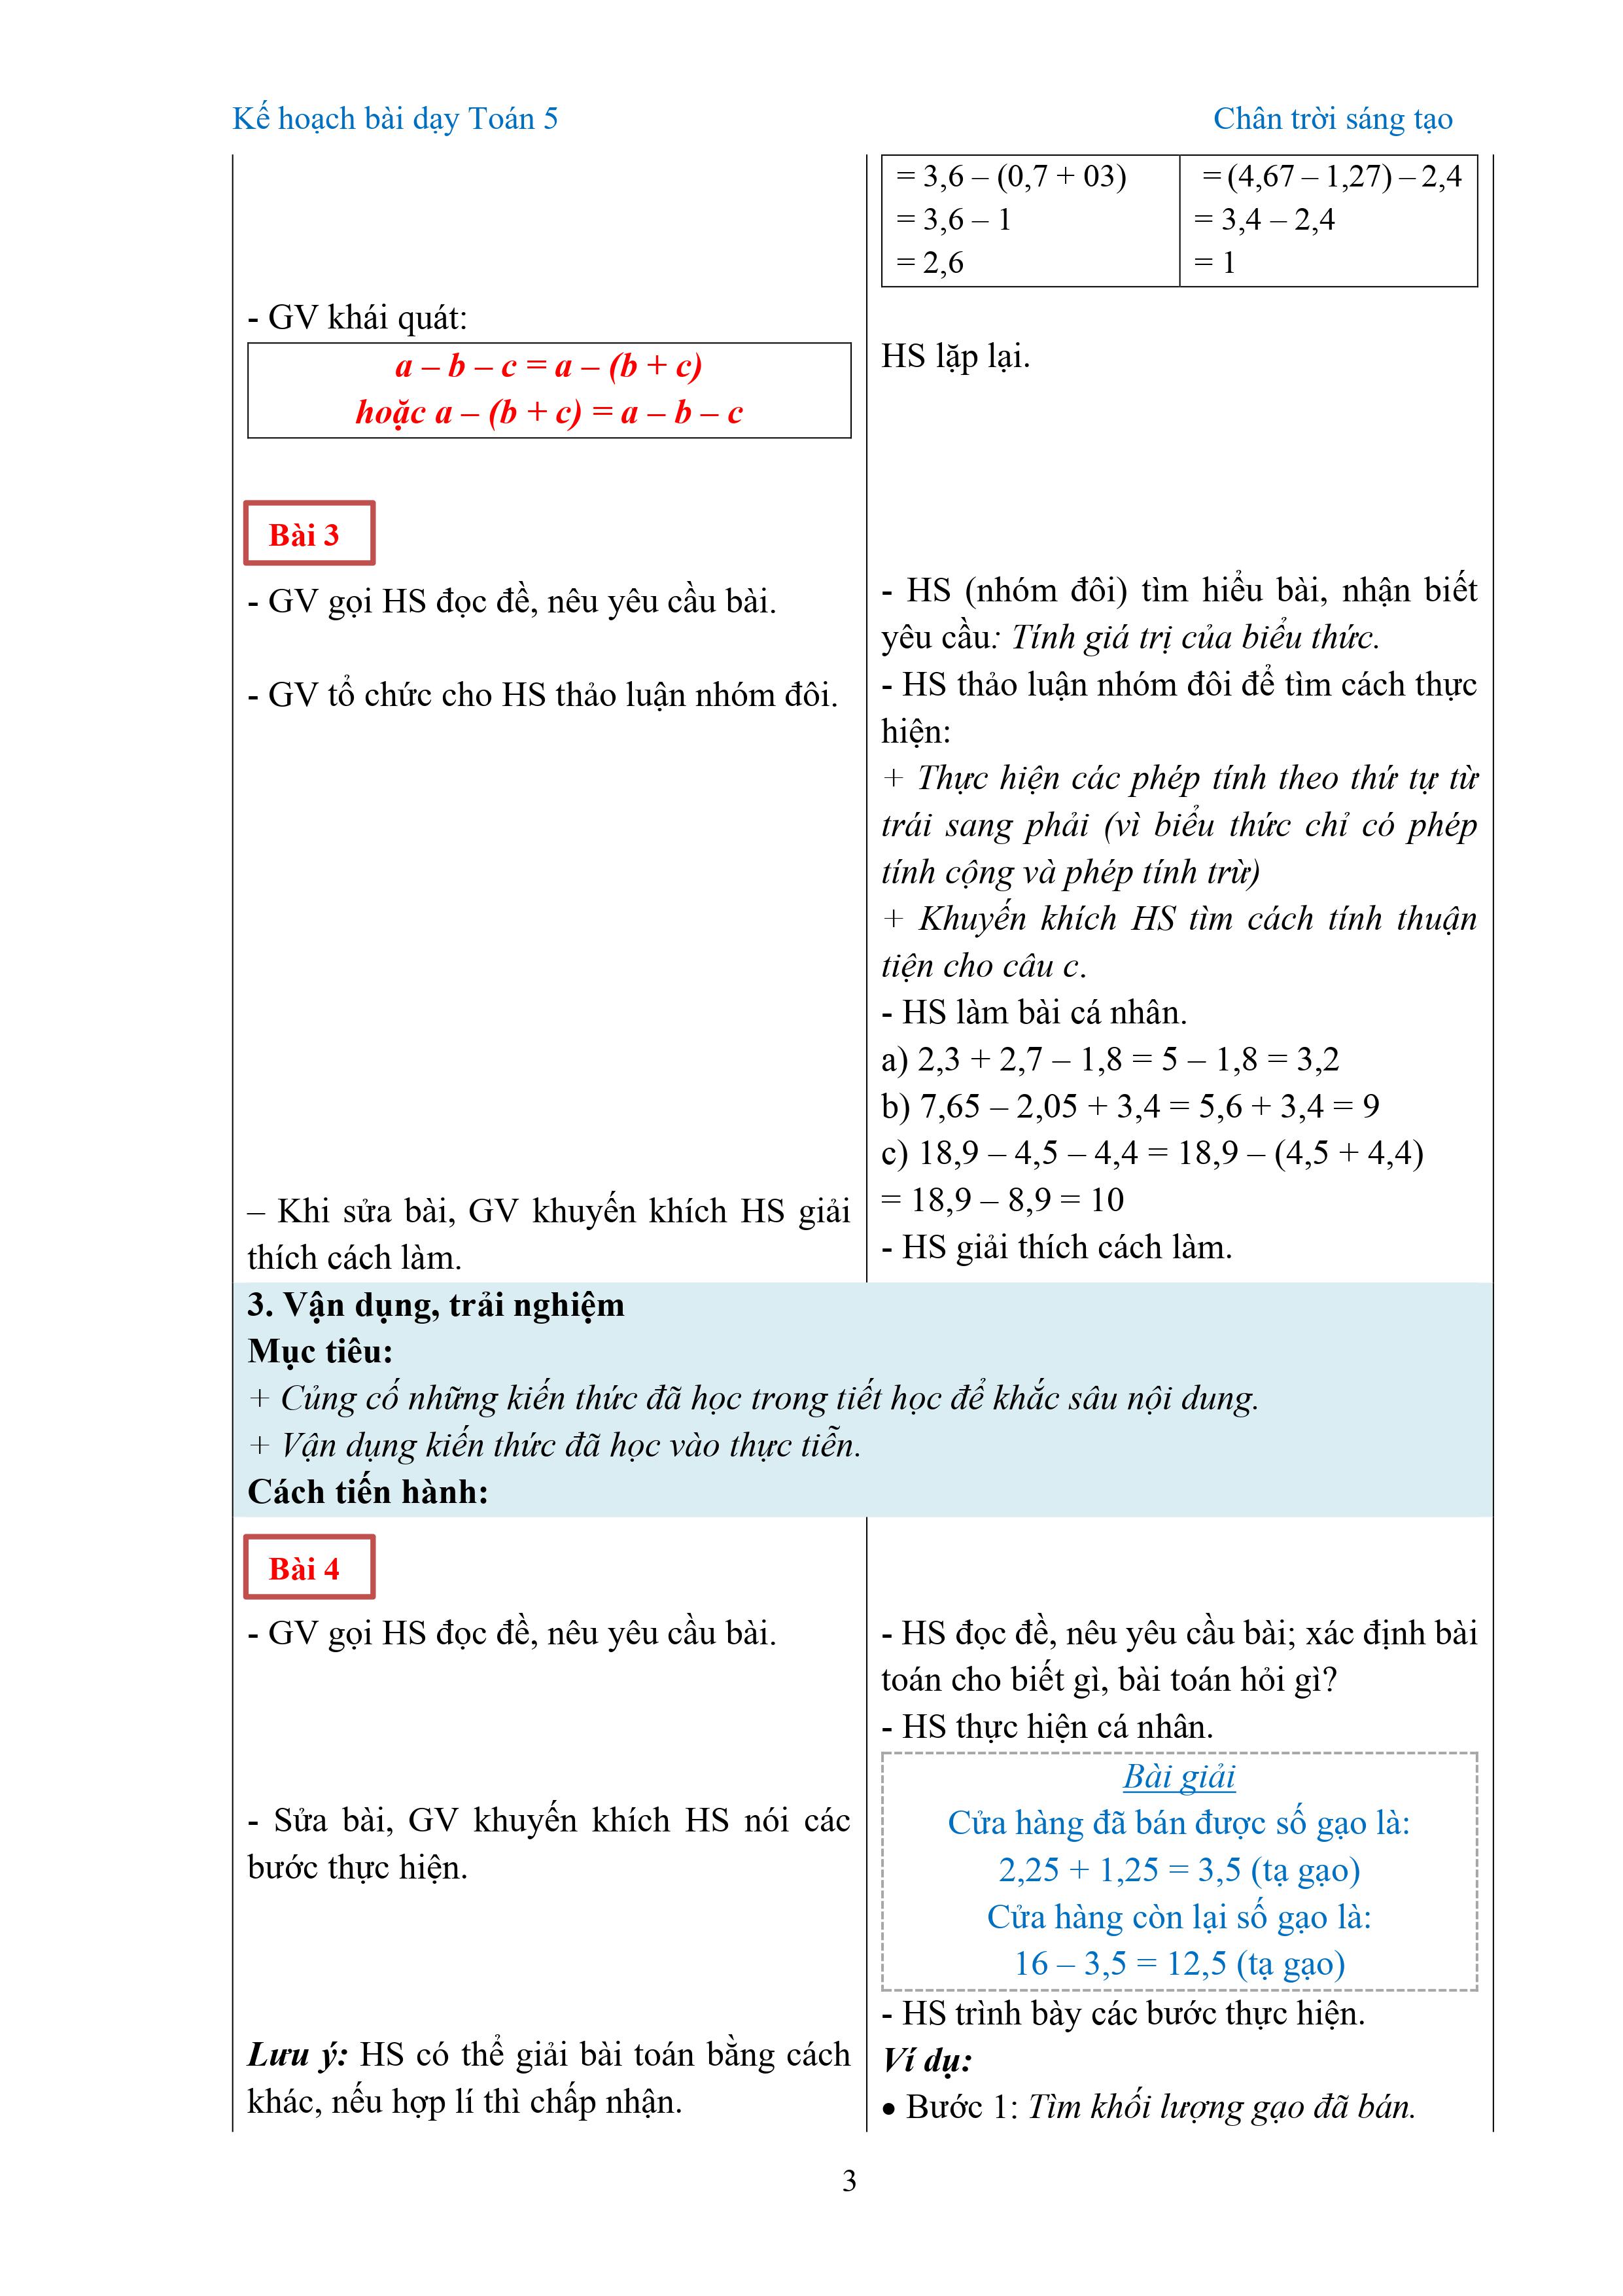 Kế hoạch bài dạy Toán 5
Chân trời sáng tạo
= 3,6 – (0,7 + 03)
= 3,6 – 1
= 2,6
= (4,67 – 1,27) – 2,4
= 3,4 – 2,4
= 1
- GV khái quát:
a – b – c = a – (b + c)
hoặc a – (b + c) = a – b – c
HS lặp lại.
Bài 3
- GV gọi HS đọc đề, nêu yêu cầu bài.
- GV tổ chức cho HS thảo luận nhóm đôi.
– Khi sửa bài, GV khuyến khích HS giải
thích cách làm.
- HS (nhóm đôi) tìm hiểu bài, nhận biết
yêu cầu: Tính giá trị của biểu thức.
- HS thảo luận nhóm đôi để tìm cách thực
hiện:
+ Thực hiện các phép tính theo thứ tự từ
trái sang phải (vì biểu thức chỉ có phép
tính cộng và phép tính trừ)
+ Khuyến khích HS tìm cách tính thuận
tiện cho câu c.
- HS làm bài cá nhân.
a) 2,3 + 2,7 – 1,8 = 5 – 1,8 = 3,2
b) 7,65 – 2,05 + 3,4 = 5,6 + 3,4 = 9
c) 18,9 – 4,5 – 4,4 = 18,9 – (4,5 + 4,4)
= 18,9 – 8,9 = 10
- HS giải thích cách làm.
3. Vận dụng, trải nghiệm
Mục tiêu:
+ Củng cố những kiến thức đã học trong tiết học để khắc sâu nội dung.
+ Vận dụng kiến thức đã học vào thực tiễn.
Cách tiến hành:
Bài 4
- GV gọi HS đọc đề, nêu yêu cầu bài.
- Sửa bài, GV khuyến khích HS nói các
bước thực hiện.
Lưu ý: HS có thể giải bài toán bằng cách
khác, nếu hợp lí thì chấp nhận.
- HS đọc đề, nêu yêu cầu bài; xác định bài
toán cho biết gì, bài toán hỏi gì?
- HS thực hiện cá nhân.
Bài giải
Cửa hàng đã bán được số gạo là:
2,25 + 1,25 = 3,5 (tạ gạo)
Cửa hàng còn lại số gạo là:
16 – 3,5 = 12,5 (tạ gạo)
- HS trình bày các bước thực hiện.
Ví dụ:
• Bước 1: Tìm khối lượng gạo đã bán.
3